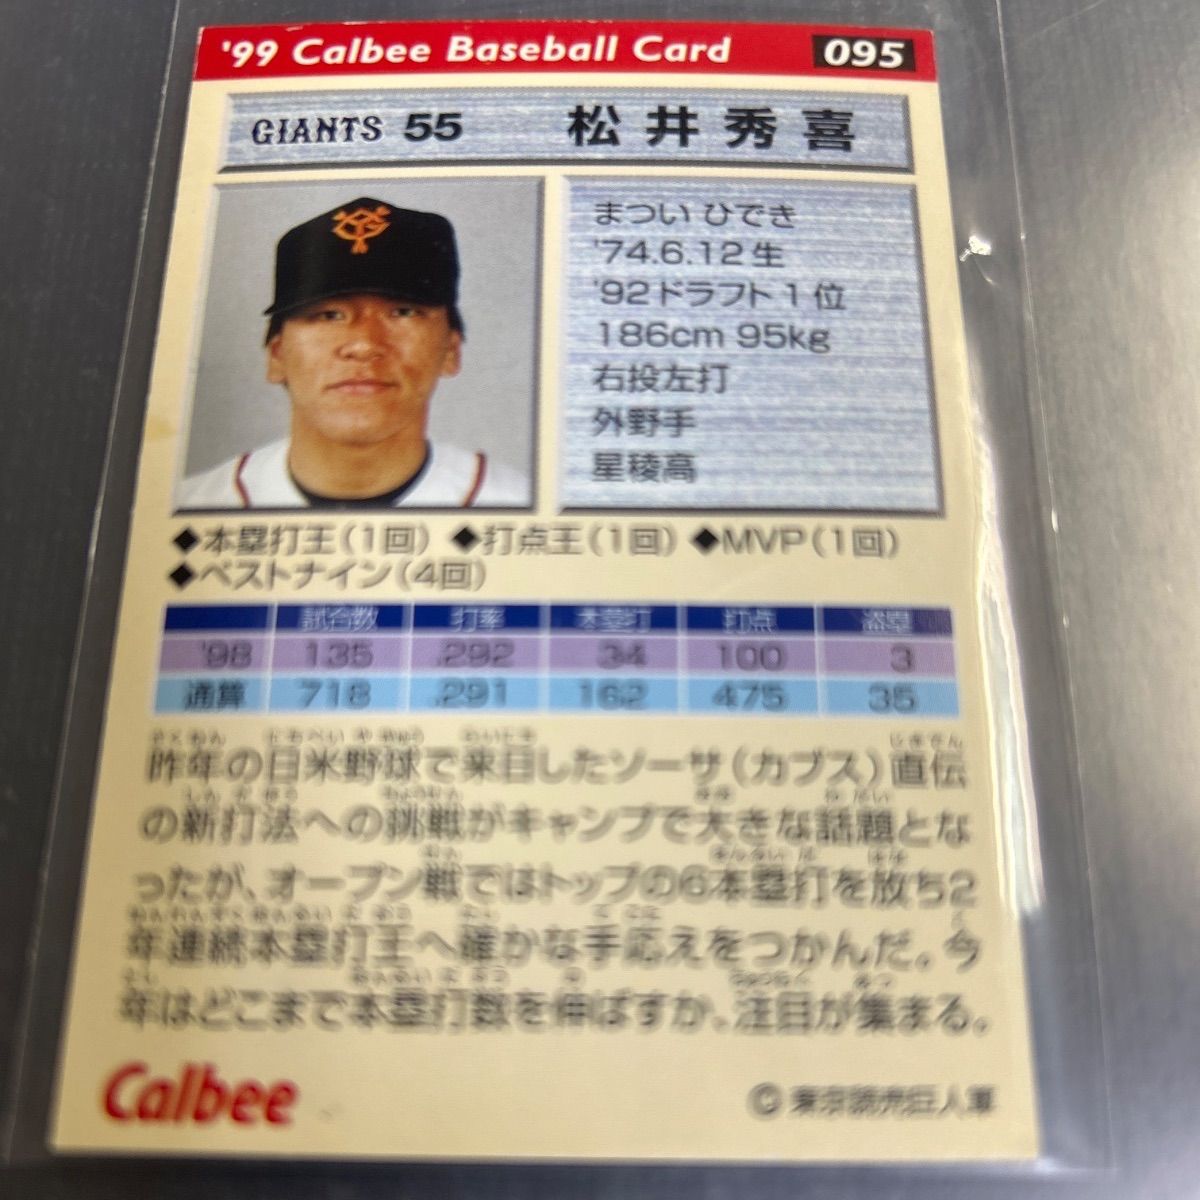 '99 Calbee Baseball Card 095
GIANTS 55 松井秀喜
まつい ひでき
'74.6.12生
'92ドラフト1位
186cm 95kg
右投左打
外野手
星稜高
◆本塁打王(1回) ◆打点王(1回) ◆MVP(1回)
◆ベストナイン(4回)
試合数 打率 本塁打 打点 盗塁
'98 135 .292 34 100 3
通算 718 .291 162 475 35
昨年の日米野球で来日したソーサ(カブス)直伝
の新打法への挑戦がキャンプで大きな話題とな
ったが、オープン戦ではトップの6本塁打を放ち2
年連続本塁打王へ確かな手応えをつかんだ。今
年はどこまで本塁打数を伸ばすか、注目が集まる。
Calbee © 東京読売巨人軍